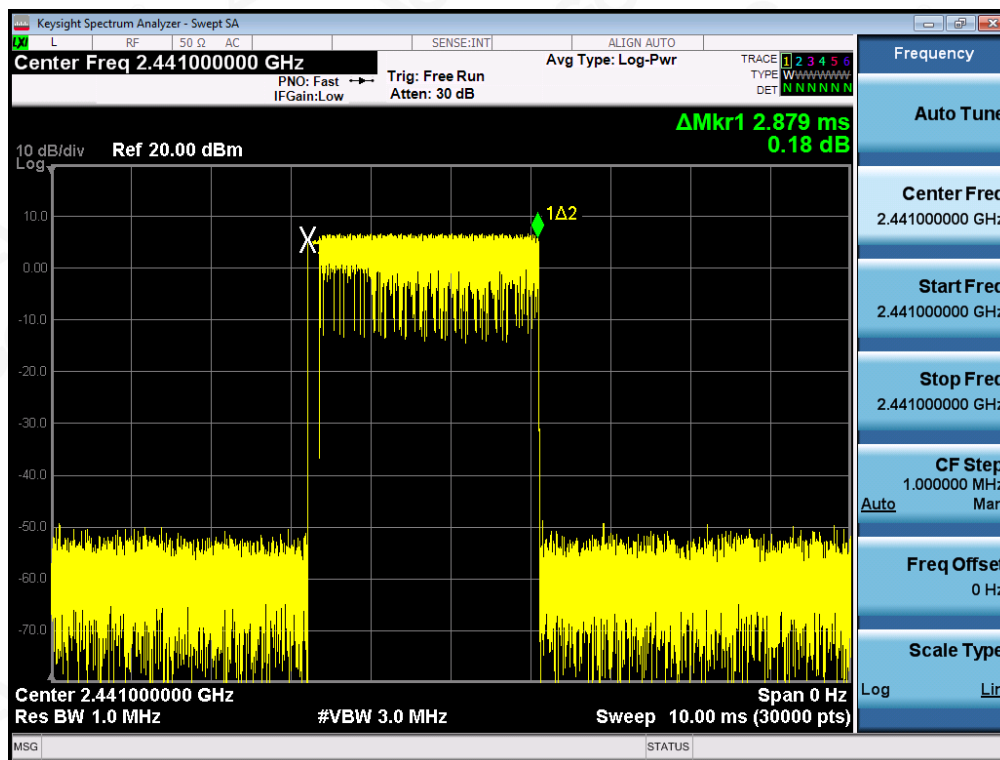 Keysight Spectrum Analyzer - Swept SA
LXI L RF 50 Ω AC SENSE:INT ALIGN AUTO
Center Freq 2.441000000 GHz
PNO: Fast
IFGain:Low
Trig: Free Run
Atten: 30 dB
Avg Type: Log-Pwr
TRACE 1 2 3 4 5 6
TYPE WWWWWW
DET N N N N N N
ΔMkr1 2.879 ms
0.18 dB
10 dB/div Ref 20.00 dBm
Log
10.0
0.00
-10.0
-20.0
-30.0
-40.0
-50.0
-60.0
-70.0
X
1Δ2
Center 2.441000000 GHz Span 0 Hz
Res BW 1.0 MHz #VBW 3.0 MHz Sweep 10.00 ms (30000 pts)
MSG STATUS
Frequency
Auto Tune
Center Freq
2.441000000 GHz
Start Freq
2.441000000 GHz
Stop Freq
2.441000000 GHz
CF Step
1.000000 MHz
Auto Man
Freq Offset
0 Hz
Scale Type
Log Lin